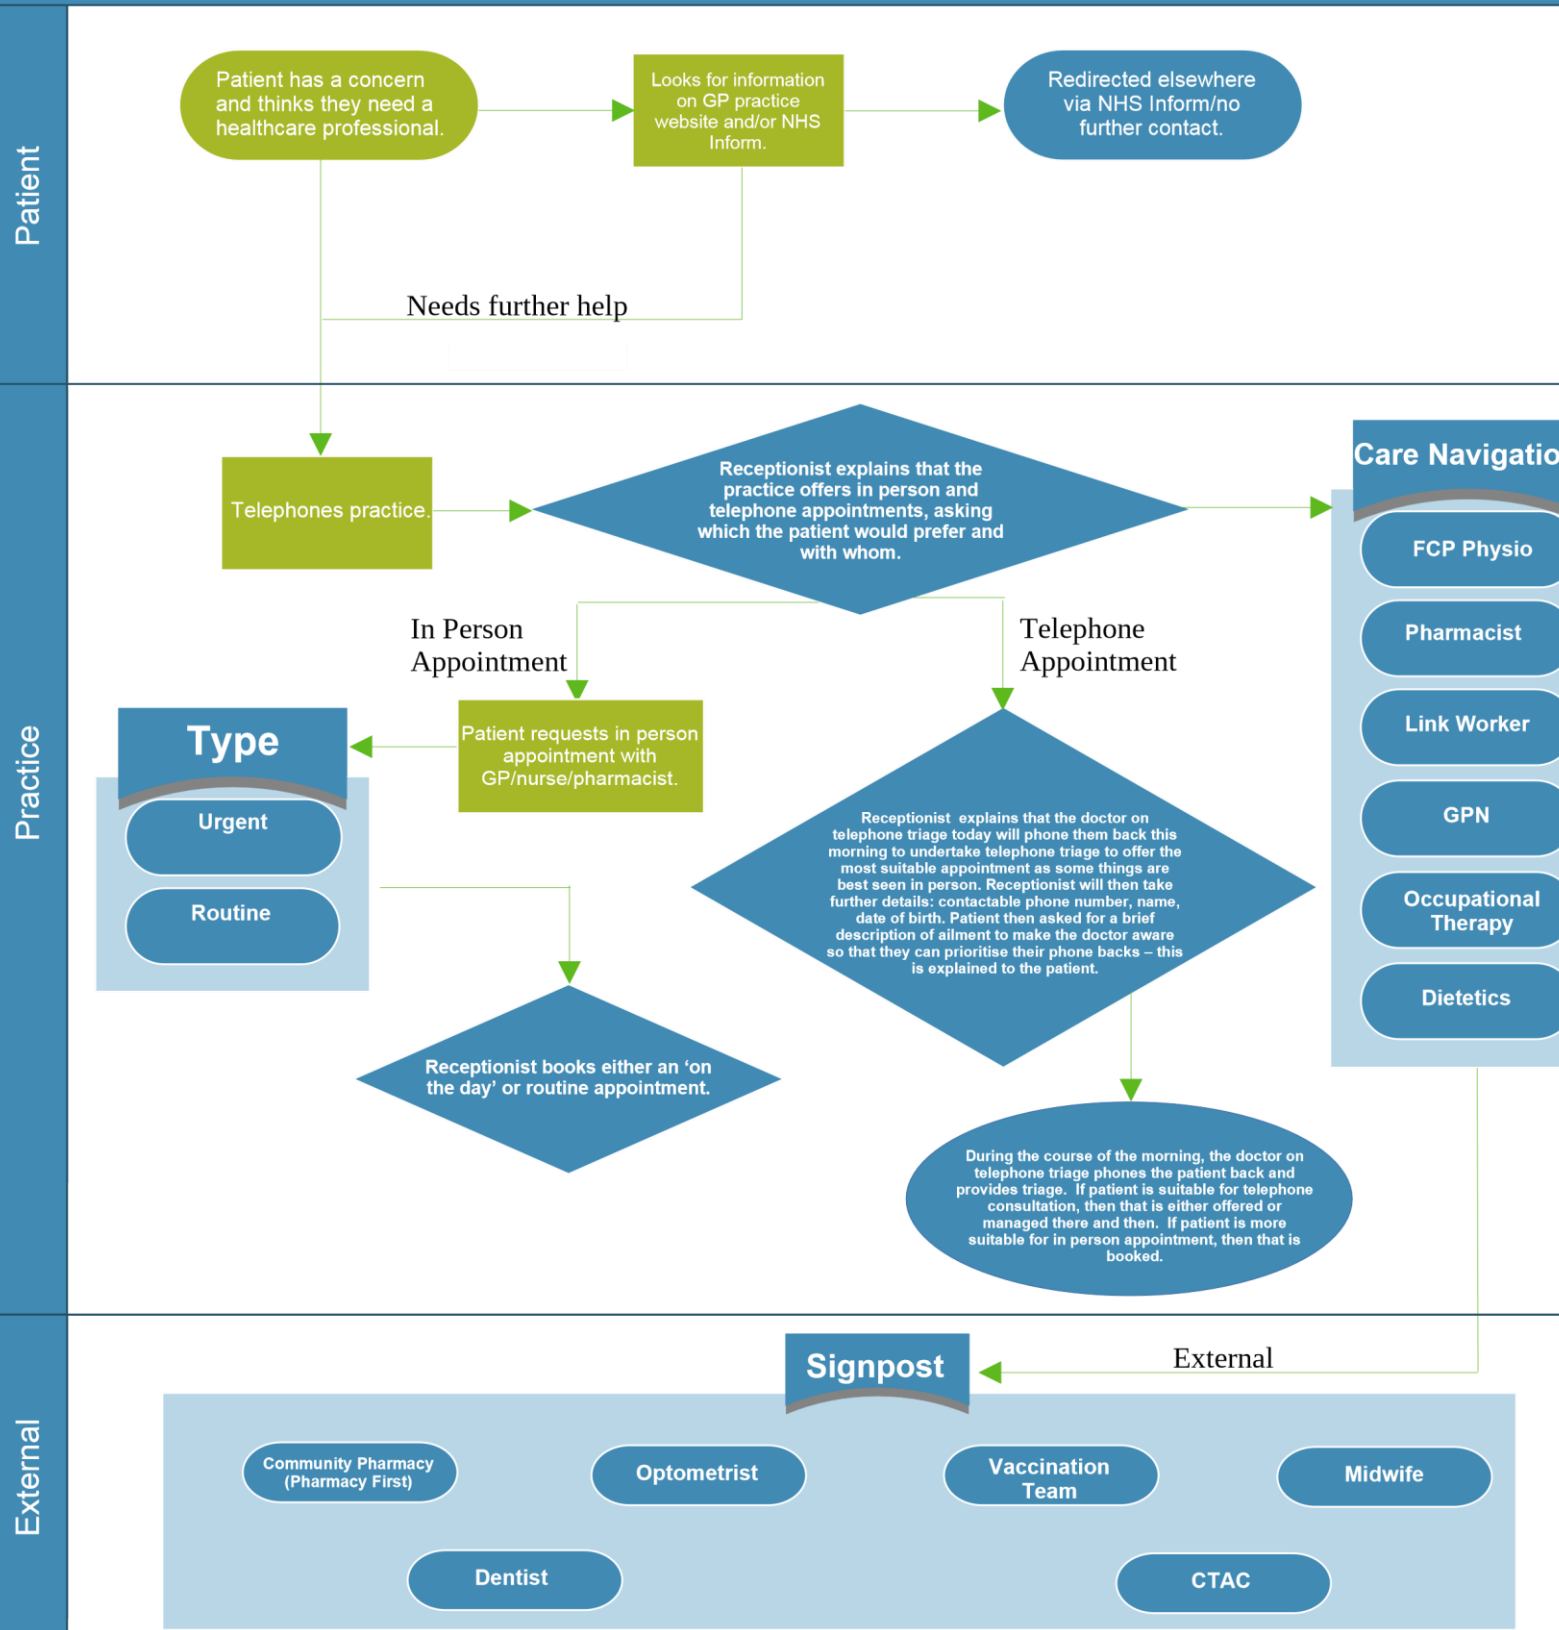 Patient
Patient has a concern
and thinks they need a
healthcare professional.
Looks for information
on GP practice
website and/or NHS
Inform.
Redirected elsewhere
via NHS Inform/no
further contact.
Needs further help
Practice
Telephones practice.
Receptionist explains that the
practice offers in person and
telephone appointments, asking
which the patient would prefer and
with whom.
Care Navigatio
FCP Physio
Pharmacist
Link Worker
GPN
Occupational
Therapy
Dietetics
In Person
Appointment
Telephone
Appointment
Patient requests in person
appointment with
GP/nurse/pharmacist.
Type
Urgent
Routine
Receptionist books either an ‘on
the day’ or routine appointment.
Receptionist explains that the doctor on
telephone triage today will phone them back this
morning to undertake telephone triage to offer the
most suitable appointment as some things are
best seen in person. Receptionist will then take
further details: contactable phone number, name,
date of birth. Patient then asked for a brief
description of ailment to make the doctor aware
so that they can prioritise their phone backs – this
is explained to the patient.
During the course of the morning, the doctor on
telephone triage phones the patient back and
provides triage. If patient is suitable for telephone
consultation, then that is either offered or
managed there and then. If patient is more
suitable for in person appointment, then that is
booked.
External
External
Signpost
Community Pharmacy
(Pharmacy First)
Optometrist
Vaccination
Team
Midwife
Dentist
CTAC